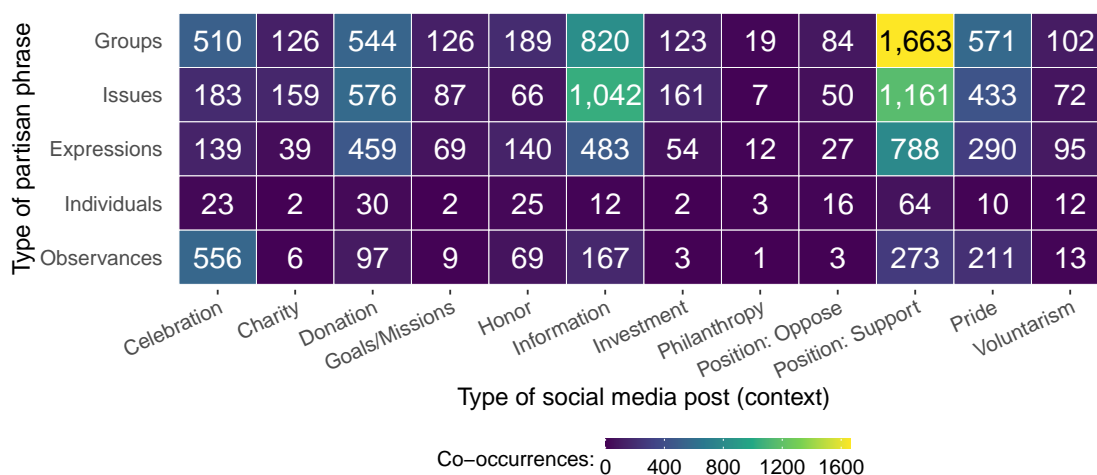 Type of partisan phrase
Groups 510 126 544 126 189 820 123 19 84 1,663 571 102
Issues 183 159 576 87 66 1,042 161 7 50 1,161 433 72
Expressions 139 39 459 69 140 483 54 12 27 788 290 95
Individuals 23 2 30 2 25 12 2 3 16 64 10 12
Observances 556 6 97 9 69 167 3 1 3 273 211 13
Celebration Charity Donation Goals/Missions Honor Information Investment Philanthropy Position: Oppose Position: Support Pride Voluntarism
Type of social media post (context)
Co−occurrences: 0 400 800 1200 1600